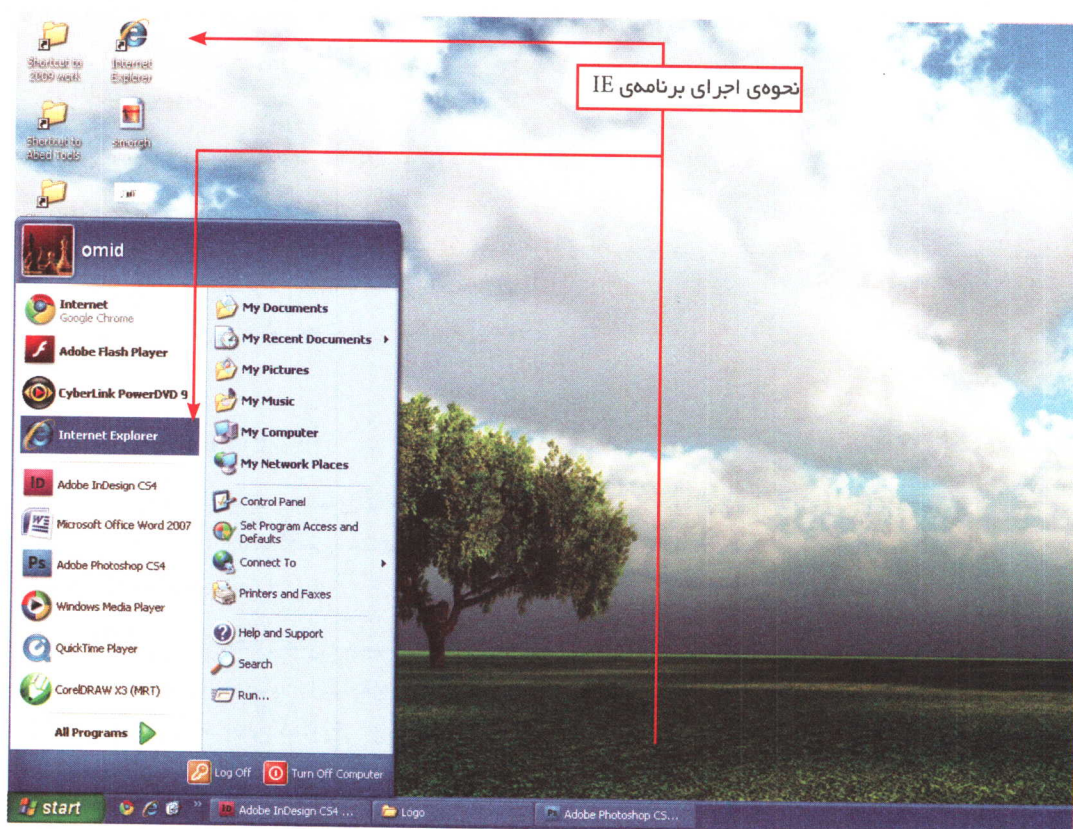 Shortcut to
2009 work
Internet
Explorer
نحوه‌ی اجرای برنامه‌ی IE
Shortcut to
Abed Tools
simorgh
omid
Internet
Google Chrome
Adobe Flash Player
CyberLink PowerDVD 9
Internet Explorer
Adobe InDesign CS4
Microsoft Office Word 2007
Adobe Photoshop CS4
Windows Media Player
QuickTime Player
CorelDRAW X3 (MRT)
All Programs
My Documents
My Recent Documents
My Pictures
My Music
My Computer
My Network Places
Control Panel
Set Program Access and
Defaults
Connect To
Printers and Faxes
Help and Support
Search
Run...
Log Off
Turn Off Computer
start
Adobe InDesign CS4 ...
Logo
Adobe Photoshop CS...